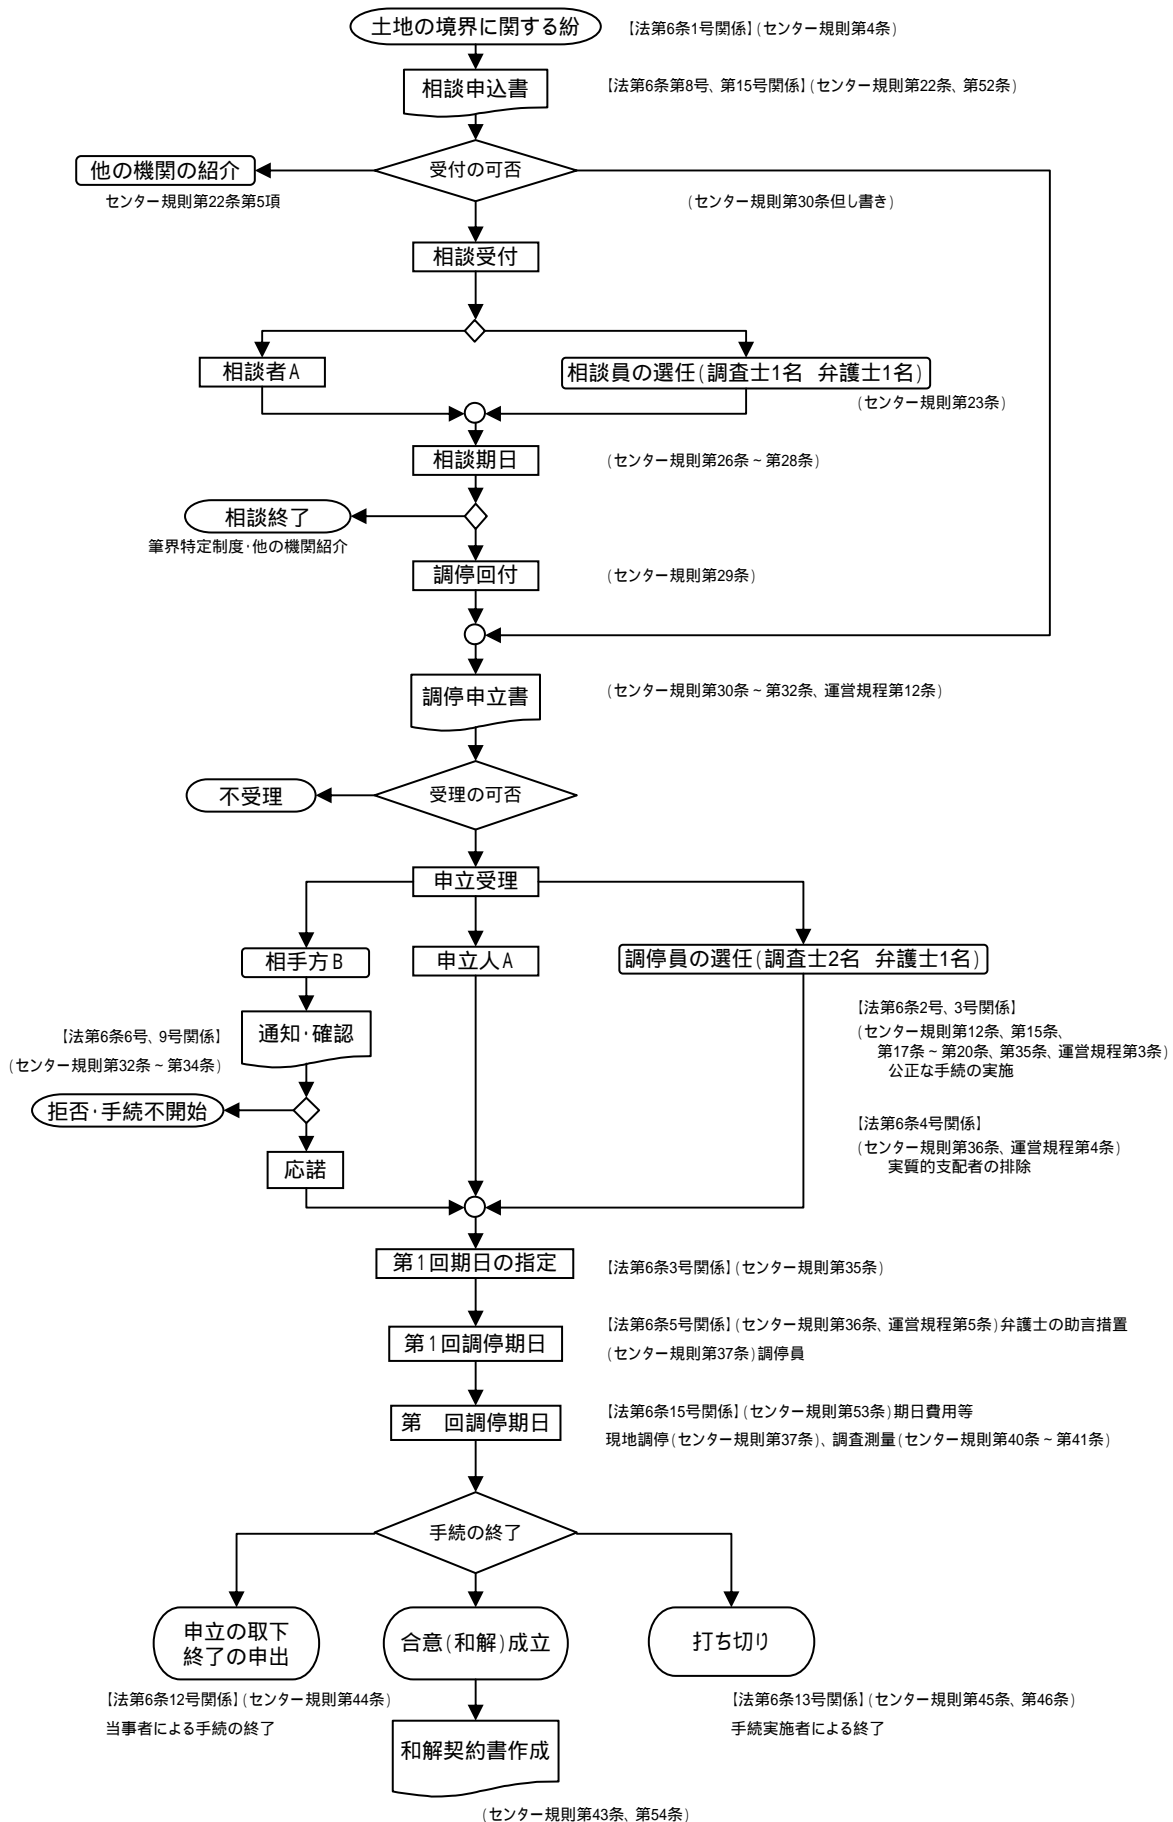 土地の境界に関する紛
【法第6条1号関係】(センター規則第4条)
相談申込書
【法第6条第8号、第15号関係】(センター規則第22条、第52条)
受付の可否
他の機関の紹介
センター規則第22条第5項
(センター規則第30条但し書き)
相談受付
相談者A
相談員の選任(調査士1名 弁護士1名)
(センター規則第23条)
相談期日
(センター規則第26条~第28条)
相談終了
筆界特定制度・他の機関紹介
調停回付
(センター規則第29条)
調停申立書
(センター規則第30条~第32条、運営規程第12条)
受理の可否
不受理
申立受理
相手方B
申立人A
調停員の選任(調査士2名 弁護士1名)
通知・確認
【法第6条6号、9号関係】
(センター規則第32条~第34条)
【法第6条2号、3号関係】
(センター規則第12条、第15条、
第17条~第20条、第35条、運営規程第3条)
公正な手続の実施
拒否・手続不開始
【法第6条4号関係】
(センター規則第36条、運営規程第4条)
実質的支配者の排除
応諾
第1回期日の指定
【法第6条3号関係】(センター規則第35条)
第1回調停期日
【法第6条5号関係】(センター規則第36条、運営規程第5条)弁護士の助言措置
(センター規則第37条)調停員
第 回調停期日
【法第6条15号関係】(センター規則第53条)期日費用等
現地調停(センター規則第37条)、調査測量(センター規則第40条~第41条)
手続の終了
申立の取下
終了の申出
合意(和解)成立
打ち切り
【法第6条12号関係】(センター規則第44条)
当事者による手続の終了
【法第6条13号関係】(センター規則第45条、第46条)
手続実施者による終了
和解契約書作成
(センター規則第43条、第54条)